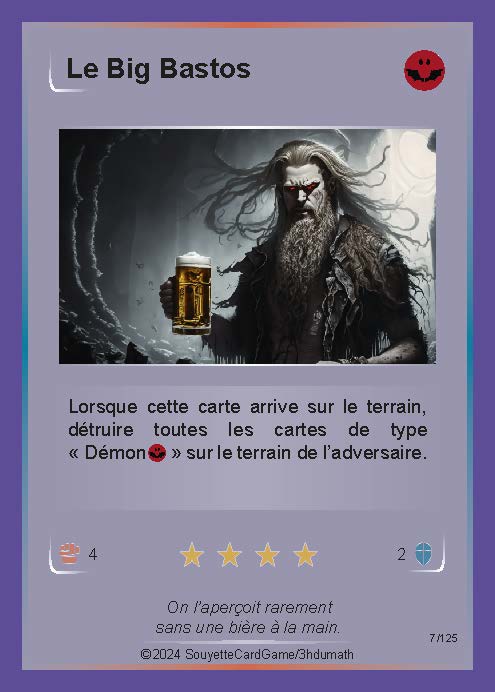 Le Big Bastos
Lorsque cette carte arrive sur le terrain,
détruire toutes les cartes de type
« Démon » sur le terrain de l'adversaire.
4
2
On l'aperçoit rarement
sans une bière à la main.
7/125
©2024 SouyetteCardGame/3hdumath